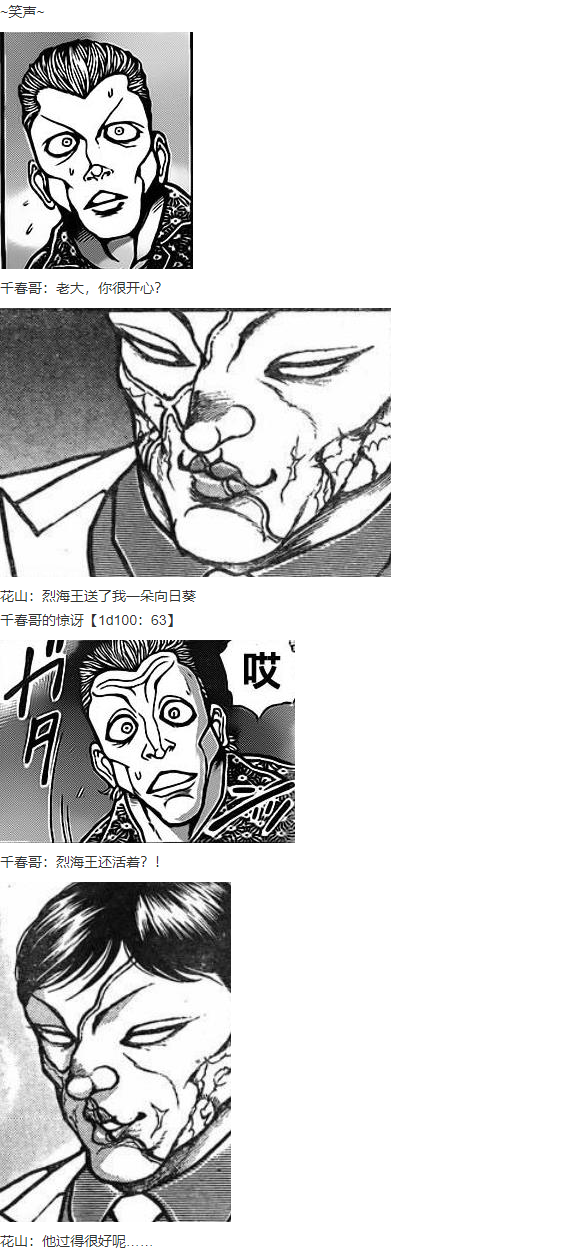 ~笑声~
千春哥：老大，你很开心？
花山：烈海王送了我一朵向日葵
千春哥的惊讶【1d100：63】
ガタ
哎
千春哥：烈海王还活着？！
花山：他过得很好呢……